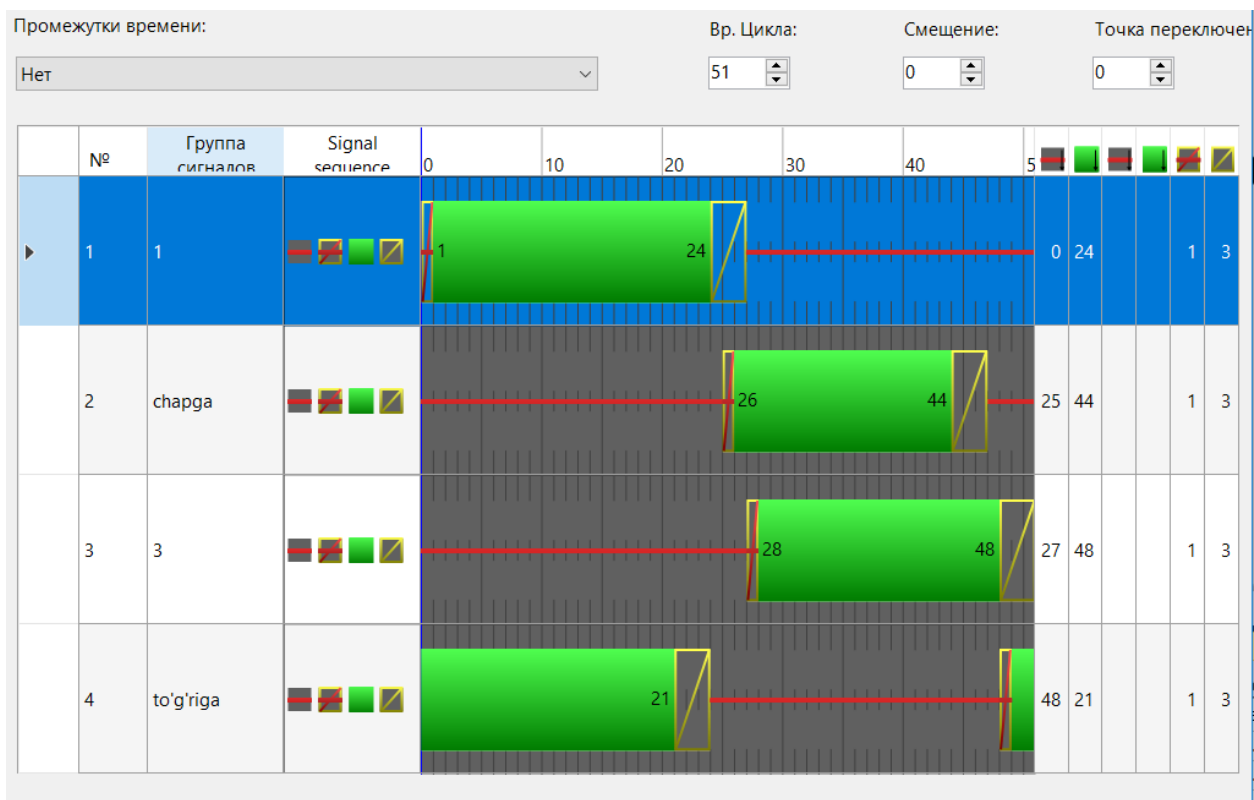 Промежутки времени:
Вр. Цикла:
Смещение:
Точка переключен
Нет
51
0
0
№
Группа сигналов
Signal sequence
0 10 20 30 40 5
1 1 1 24 0 24 1 3
2 chapga 26 44 25 44 1 3
3 3 28 48 27 48 1 3
4 to'g'riga 21 48 21 1 3